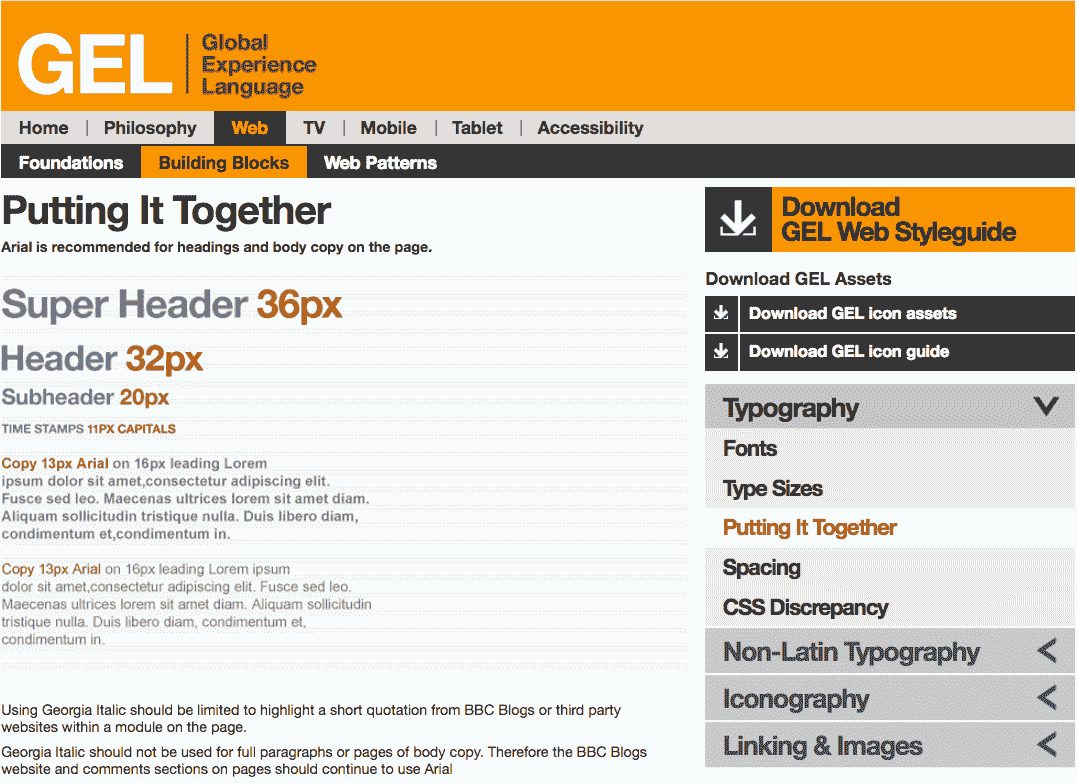 GEL
Global
Experience
Language
Home | Philosophy Web TV | Mobile | Tablet | Accessibility
Foundations Building Blocks Web Patterns
Putting It Together
Arial is recommended for headings and body copy on the page.
Super Header 36px
Header 32px
Subheader 20px
TIME STAMPS 11PX CAPITALS
Copy 13px Arial on 16px leading Lorem
ipsum dolor sit amet,consectetur adipiscing elit.
Fusce sed leo. Maecenas ultrices lorem sit amet diam.
Aliquam sollicitudin tristique nulla. Duis libero diam,
condimentum et,condimentum in.
Copy 13px Arial on 16px leading Lorem ipsum
dolor sit amet,consectetur adipiscing elit. Fusce sed leo.
Maecenas ultrices lorem sit amet diam. Aliquam sollicitudin
tristique nulla. Duis libero diam, condimentum et,
condimentum in.
Using Georgia Italic should be limited to highlight a short quotation from BBC Blogs or third party
websites within a module on the page.
Georgia Italic should not be used for full paragraphs or pages of body copy. Therefore the BBC Blogs
website and comments sections on pages should continue to use Arial
Download
GEL Web Styleguide
Download GEL Assets
Download GEL icon assets
Download GEL icon guide
Typography
Fonts
Type Sizes
Putting It Together
Spacing
CSS Discrepancy
Non-Latin Typography
Iconography
Linking & Images